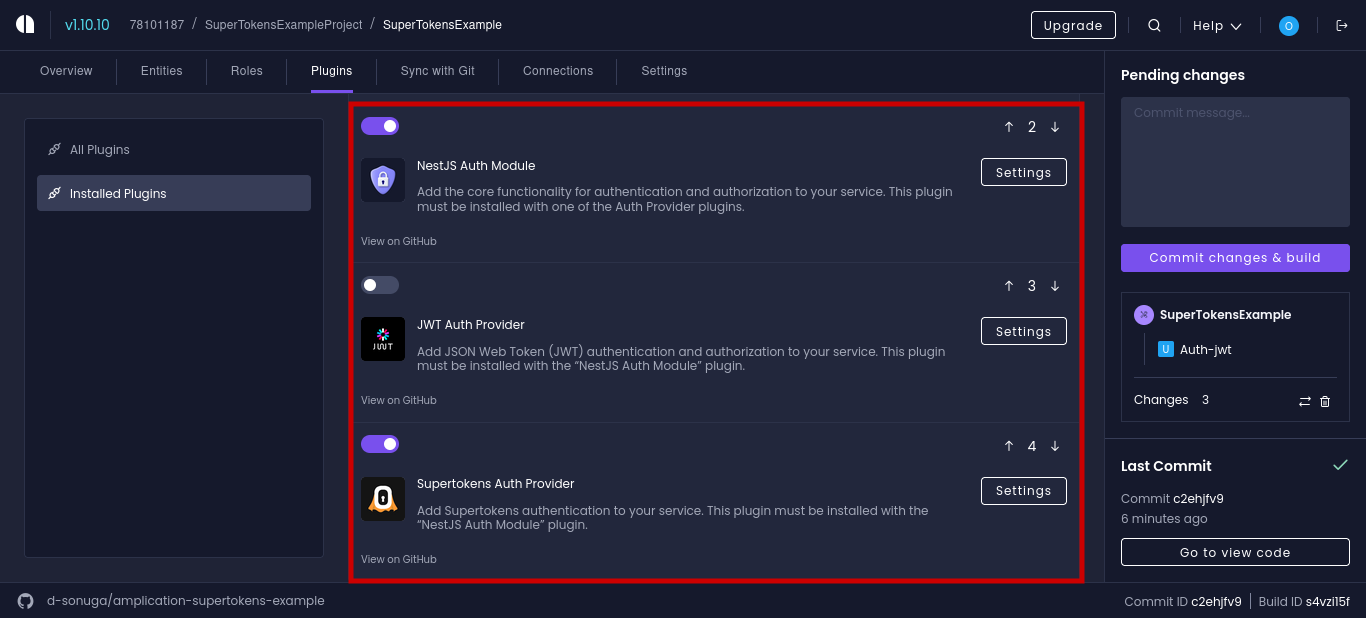 v1.10.10
78101187 / SuperTokensExampleProject / SuperTokensExample
Upgrade
Help
O
Overview
Entities
Roles
Plugins
Sync with Git
Connections
Settings
All Plugins
Installed Plugins
2
NestJS Auth Module
Settings
Add the core functionality for authentication and authorization to your service. This plugin
must be installed with one of the Auth Provider plugins.
View on GitHub
3
JWT
JWT Auth Provider
Settings
Add JSON Web Token (JWT) authentication and authorization to your service. This plugin
must be installed with the “NestJS Auth Module” plugin.
View on GitHub
4
Supertokens Auth Provider
Settings
Add Supertokens authentication to your service. This plugin must be installed with the
“NestJS Auth Module” plugin.
View on GitHub
Pending changes
Commit message...
Commit changes & build
SuperTokensExample
U Auth-jwt
Changes 3
Last Commit
Commit c2ehjfv9
6 minutes ago
Go to view code
d-sonuga/amplication-supertokens-example
Commit ID c2ehjfv9 | Build ID s4vzi15f